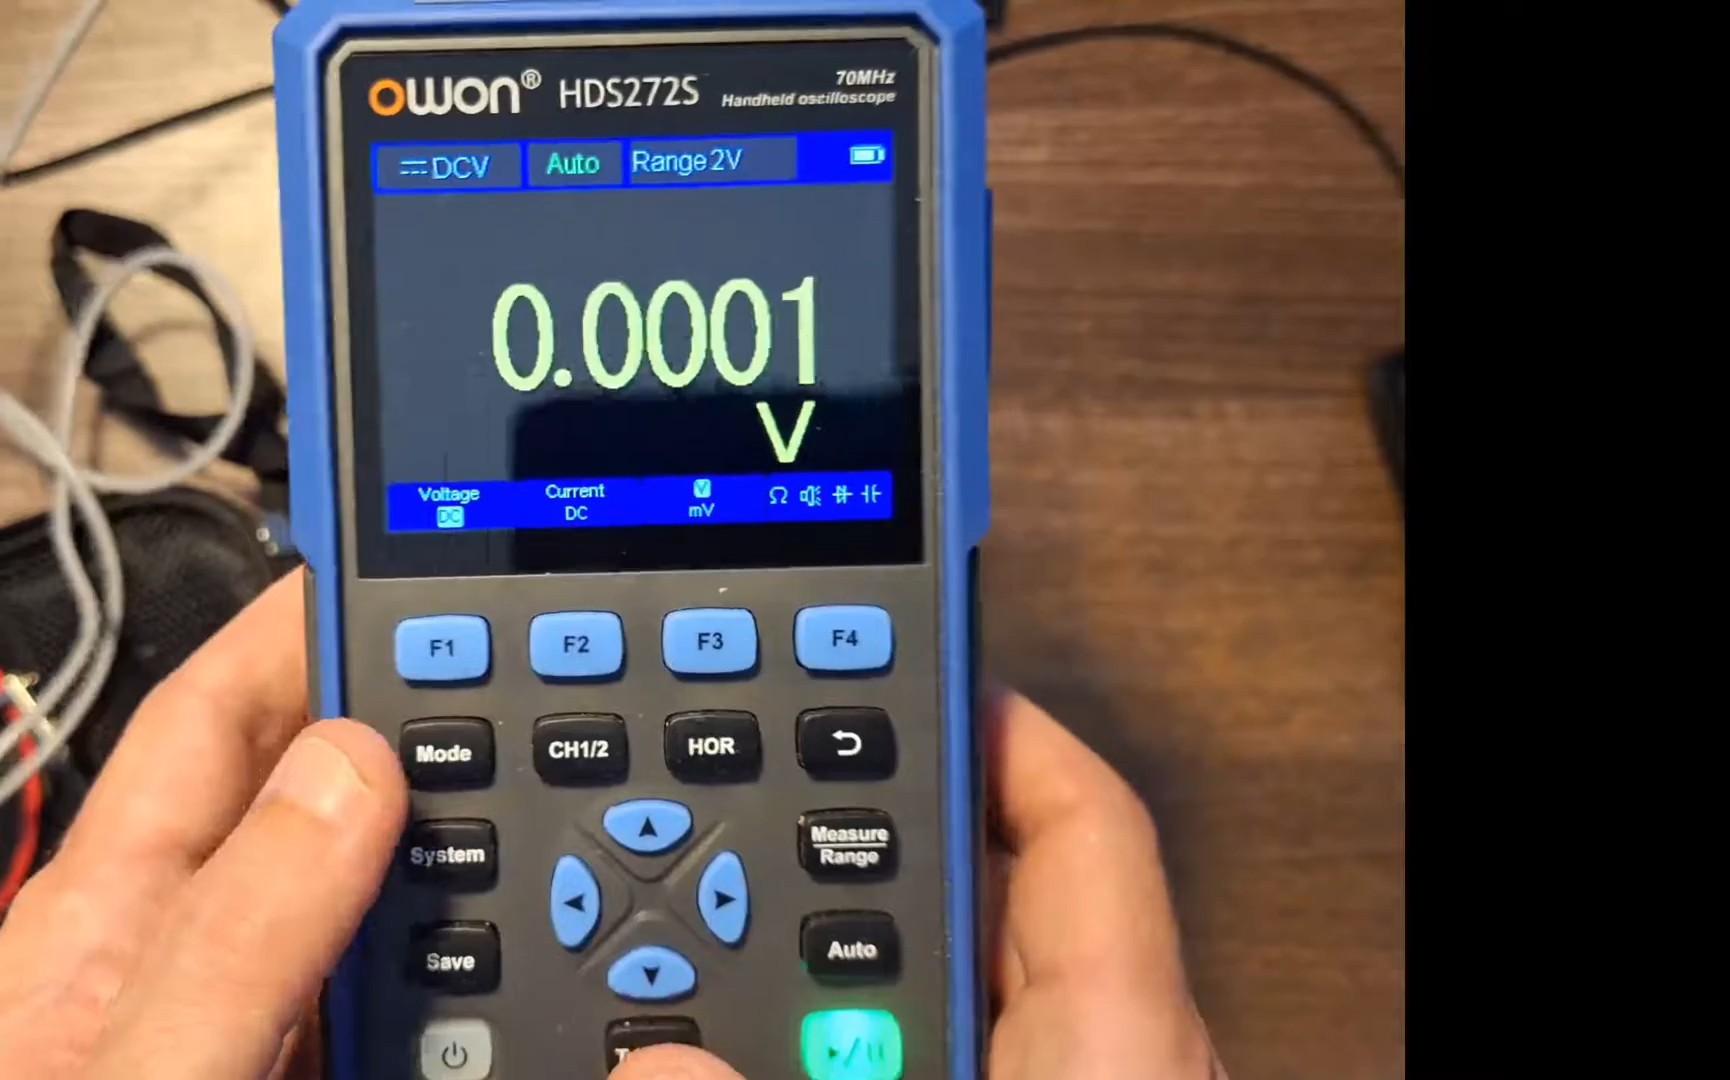 owon® HDS272S
70MHz
Handheld oscilloscope
DCV Auto Range 2V
0.0001
V
Voltage Current V Ω
DC DC mV
F1 F2 F3 F4
Mode CH1/2 HOR
System Measure
Range
Save Auto